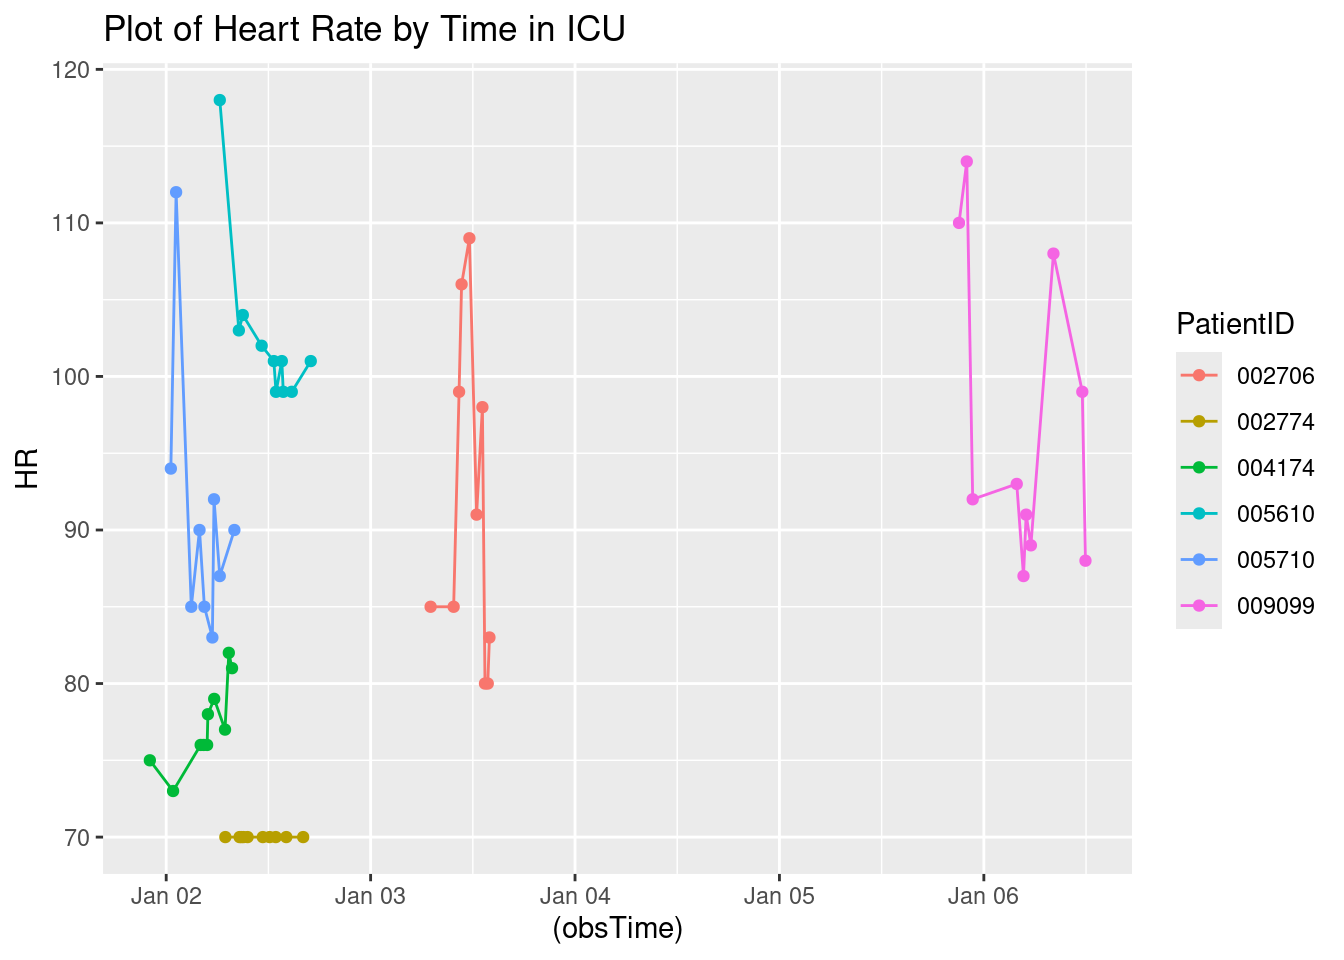 Plot of Heart Rate by Time in ICU
120
110
100
90
80
70
HR
Jan 02 Jan 03 Jan 04 Jan 05 Jan 06
(obsTime)
PatientID
002706
002774
004174
005610
005710
009099